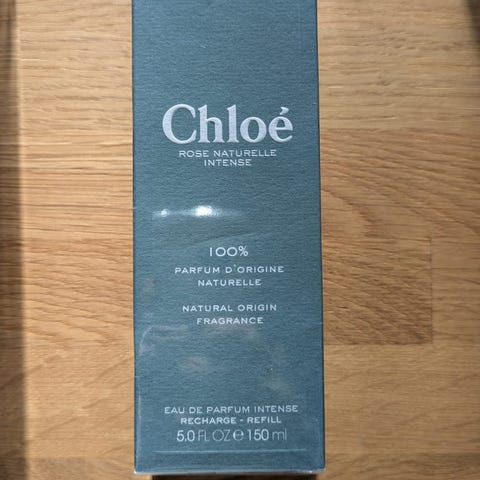 Chloé
ROSE NATURELLE
INTENSE
100%
PARFUM D'ORIGINE
NATURELLE
NATURAL ORIGIN
FRAGRANCE
EAU DE PARFUM INTENSE
RECHARGE - REFILL
5.0 FL OZ ℮ 150 ml